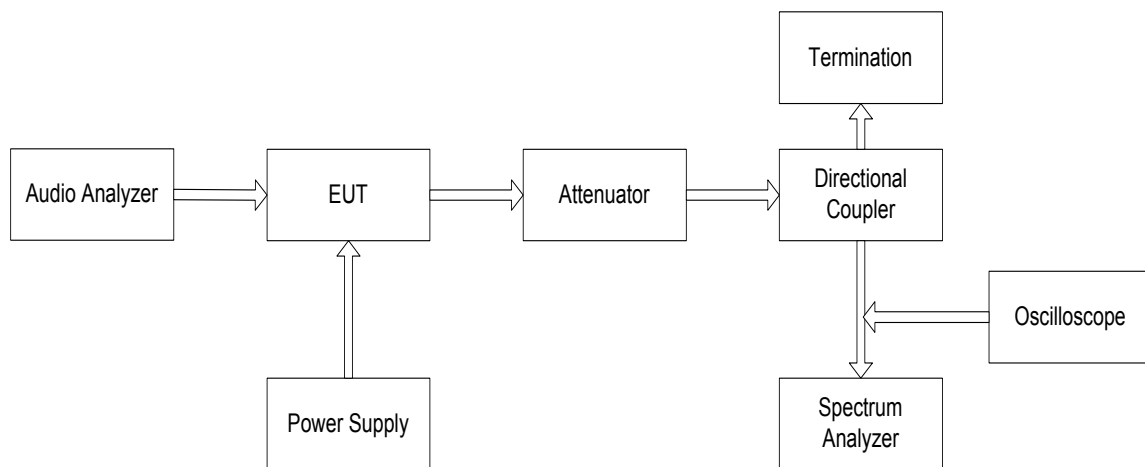 Termination
Audio Analyzer
EUT
Attenuator
Directional
Coupler
Oscilloscope
Power Supply
Spectrum
Analyzer